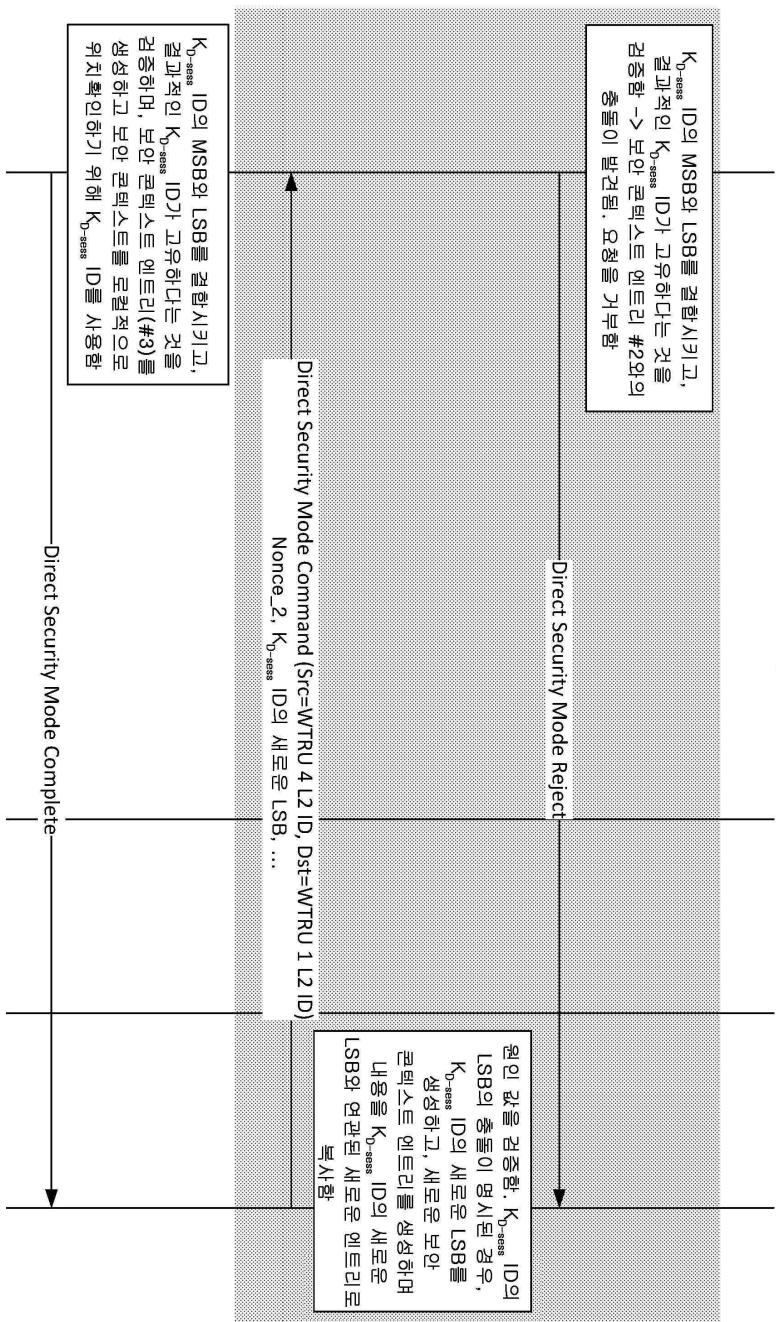 K_D-sess ID의 MSB와 LSB를 결합시키고,
결과적인 K_D-sess ID가 고유하다는 것을
검증함 -> 보안 콘텍스트 엔트리 #2와의
충돌이 발견됨. 요청을 거부함
Direct Security Mode Reject
원인 값을 검증함. K_D-sess ID의
LSB의 충돌이 명시된 경우,
K_D-sess ID의 새로운 LSB를
생성하고, 새로운 보안
콘텍스트 엔트리를 생성하며
내용을 K_D-sess ID의 새로운
LSB와 연관된 새로운 엔트리로
복사함
Direct Security Mode Command (Src=WTRU 4 L2 ID, Dst=WTRU 1 L2 ID)
Nonce_2, K_D-sess ID의 새로운 LSB, ...
K_D-sess ID의 MSB와 LSB를 결합시키고,
결과적인 K_D-sess ID가 고유하다는 것을
검증하며, 보안 콘텍스트 엔트리(#3)를
생성하고 보안 콘텍스트를 로컬적으로
위치확인하기 위해 K_D-sess ID를 사용함
Direct Security Mode Complete